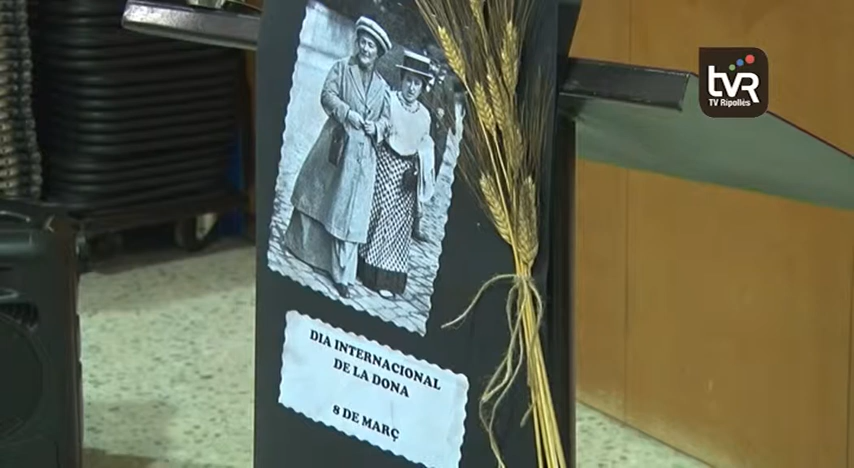 tvR
TV Ripollès
DIA INTERNACIONAL
DE LA DONA
8 DE MARÇ